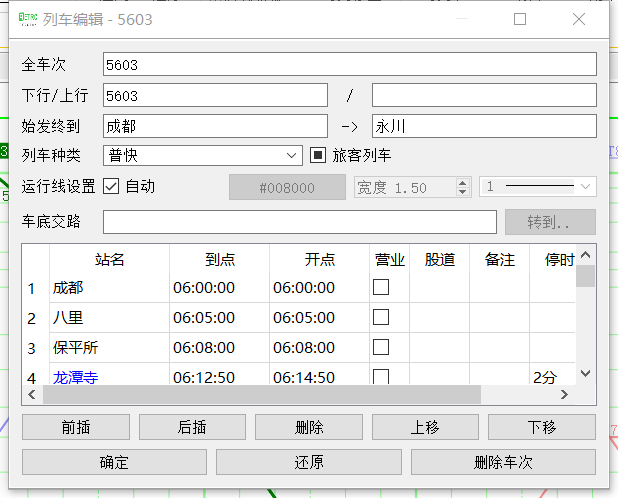 列车编辑 - 5603
全车次 5603
下行/上行 5603 /
始发终到 成都 -> 永川
列车种类 普快 旅客列车
运行线设置 自动 #008000 宽度 1.50 1
车底交路 转到..
站名 到点 开点 营业 股道 备注 停时
1 成都 06:00:00 06:00:00
2 八里 06:05:00 06:05:00
3 保平所 06:08:00 06:08:00
4 龙潭寺 06:12:50 06:14:50 2分
前插 后插 删除 上移 下移
确定 还原 删除车次